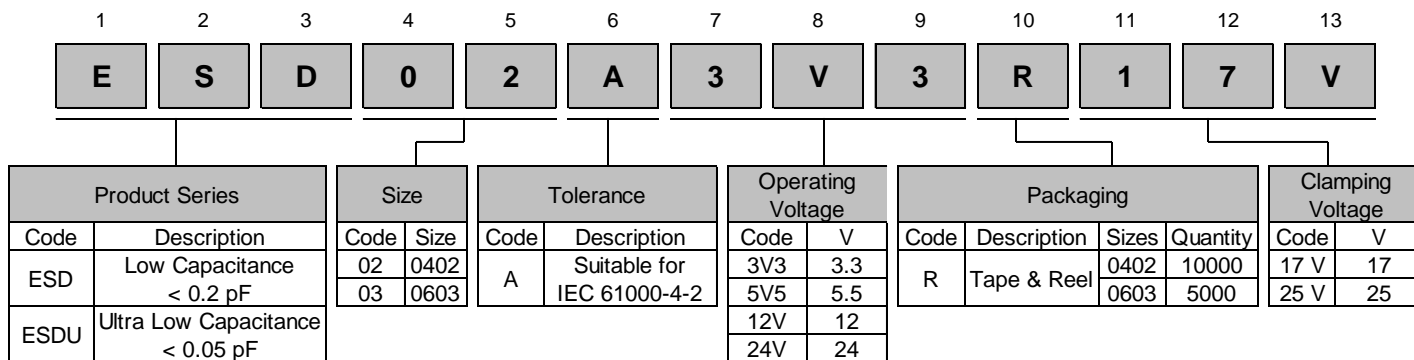 1 2 3 4 5 6 7 8 9 10 11 12 13
E S D 0 2 A 3 V 3 R 1 7 V
Product Series
Code Description
ESD Low Capacitance
< 0.2 pF
ESDU Ultra Low Capacitance
< 0.05 pF
Size
Code Size
02 0402
03 0603
Tolerance
Code Description
A Suitable for
IEC 61000-4-2
Operating
Voltage
Code V
3V3 3.3
5V5 5.5
12V 12
24V 24
Packaging
Code Description Sizes Quantity
R Tape & Reel 0402 10000
0603 5000
Clamping
Voltage
Code V
17 V 17
25 V 25